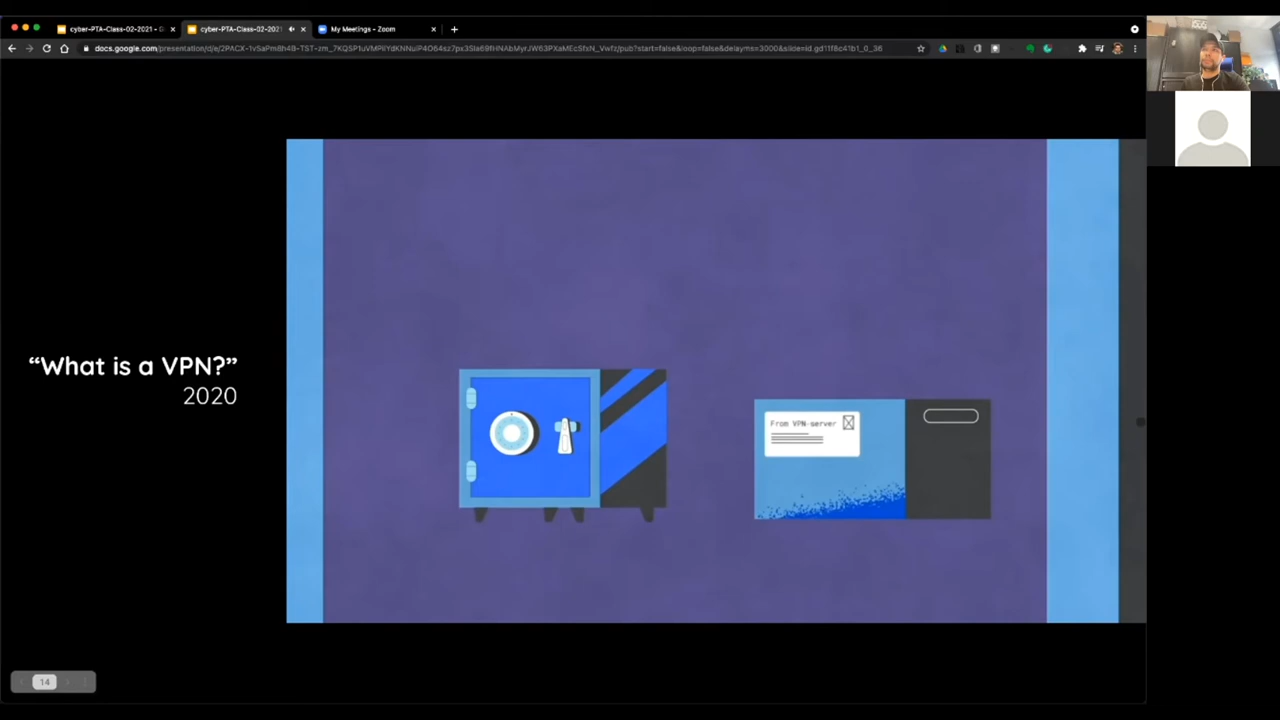 cyber-PTA-Class-02-2021 - G
cyber-PTA-Class-02-2021
My Meetings - Zoom
“What is a VPN?”
2020
From VPN-server
14